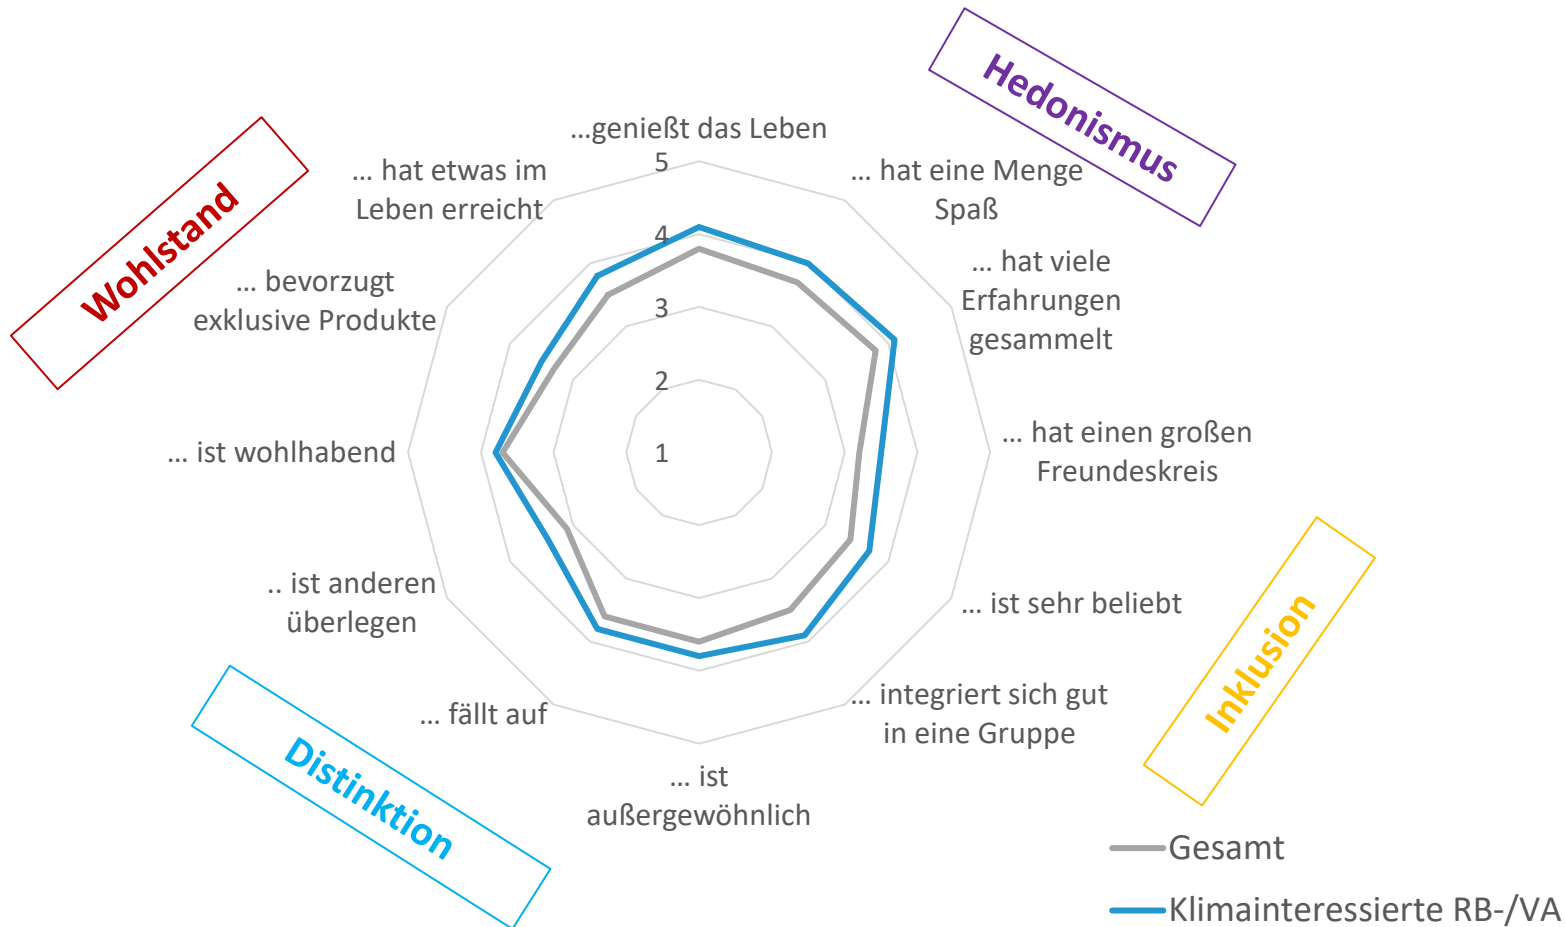 Hedonismus
...genießt das Leben
... hat eine Menge
Spaß
... hat viele
Erfahrungen
gesammelt
... hat einen großen
Freundeskreis
... ist sehr beliebt
... integriert sich gut
in eine Gruppe
Inklusion
... ist
außergewöhnlich
... fällt auf
.. ist anderen
überlegen
Distinktion
... ist wohlhabend
... bevorzugt
exklusive Produkte
... hat etwas im
Leben erreicht
Wohlstand
5
4
3
2
1
Gesamt
Klimainteressierte RB-/VA